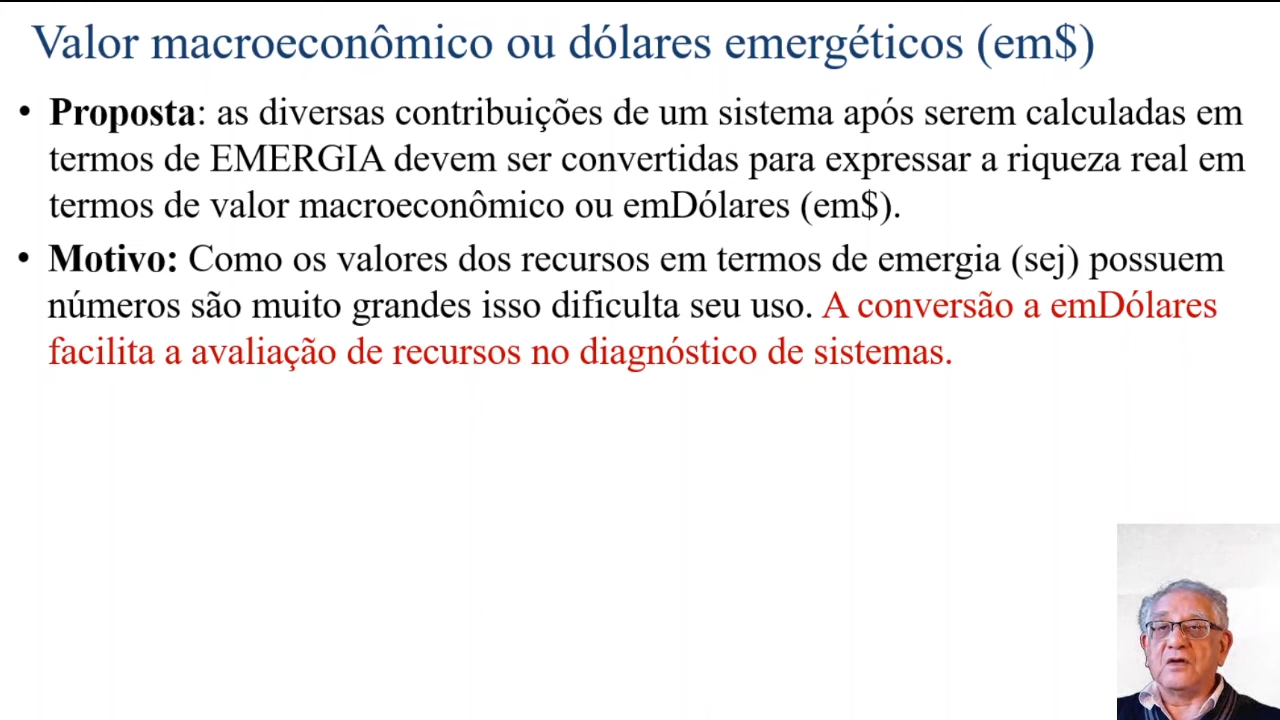 Valor macroeconômico ou dólares emergéticos (em$)
• Proposta: as diversas contribuições de um sistema após serem calculadas em
termos de EMERGIA devem ser convertidas para expressar a riqueza real em
termos de valor macroeconômico ou emDólares (em$).
• Motivo: Como os valores dos recursos em termos de emergia (sej) possuem
números são muito grandes isso dificulta seu uso. A conversão a emDólares
facilita a avaliação de recursos no diagnóstico de sistemas.